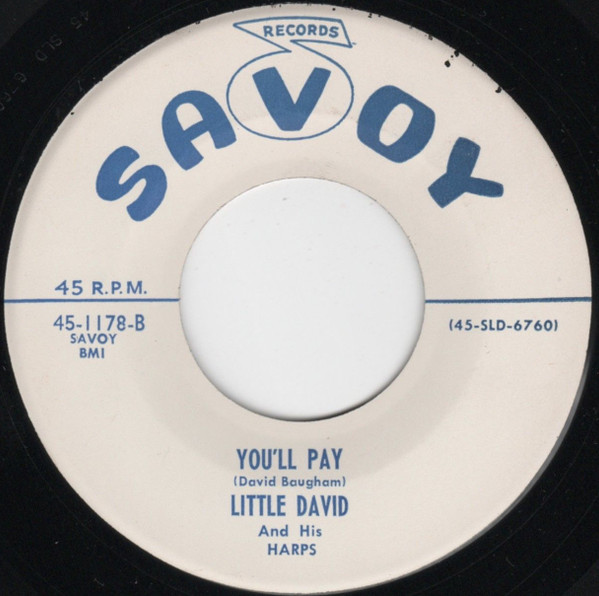 RECORDS
SAVOY
45 R.P.M.
45-1178-B
SAVOY
BMI
(45-SLD-6760)
YOU'LL PAY
(David Baugham)
LITTLE DAVID
And His
HARPS